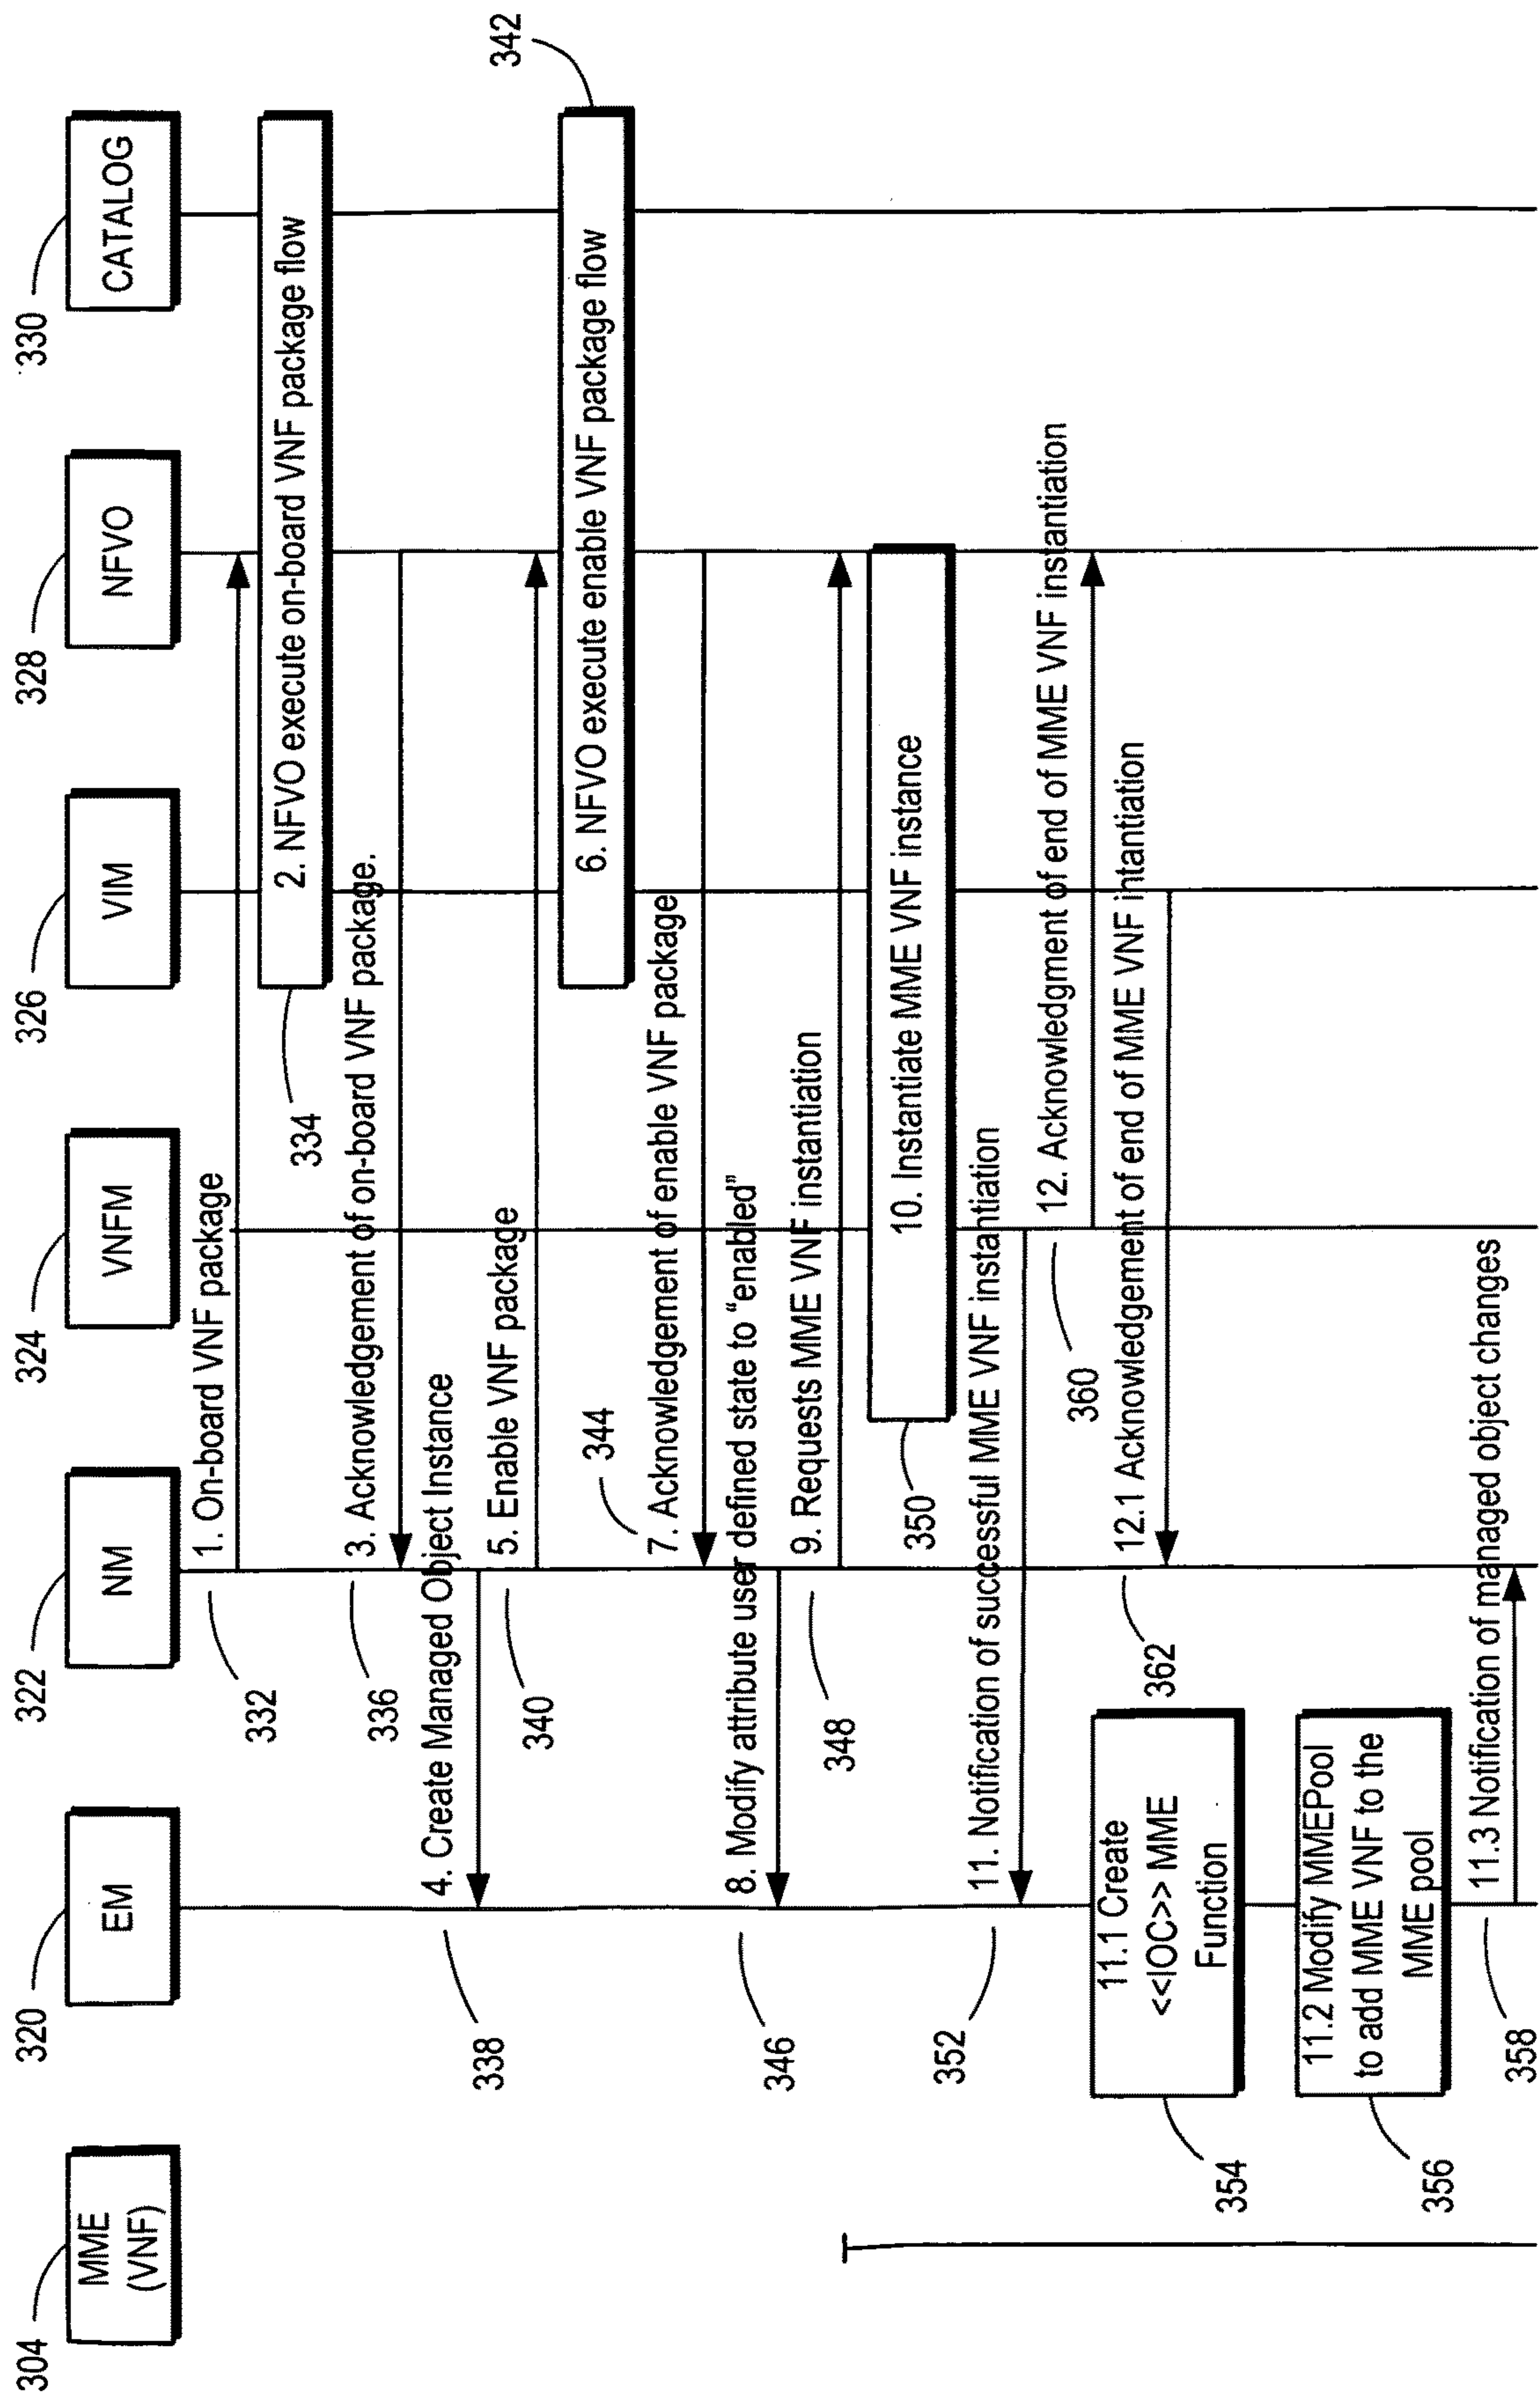 304
320
322
324
326
328
330
MME
(VNF)
EM
NM
VNFM
VIM
NFVO
CATALOG
332
1. On-board VNF package
334
2. NFVO execute on-board VNF package flow
336
3. Acknowledgement of on-board VNF package.
338
4. Create Managed Object Instance
340
5. Enable VNF package
342
6. NFVO execute enable VNF package flow
344
7. Acknowledgement of enable VNF package
346
8. Modify attribute user defined state to “enabled”
348
9. Requests MME VNF instantiation
350
10. Instantiate MME VNF instance
352
11. Notification of successful MME VNF instantiation
354
11.1 Create
<<IOC>> MME
Function
360
12. Acknowledgment of end of MME VNF instantiation
362
12.1 Acknowledgement of end of MME VNF intantiation
356
11.2 Modify MMEPool
to add MME VNF to the
MME pool
358
11.3 Notification of managed object changes